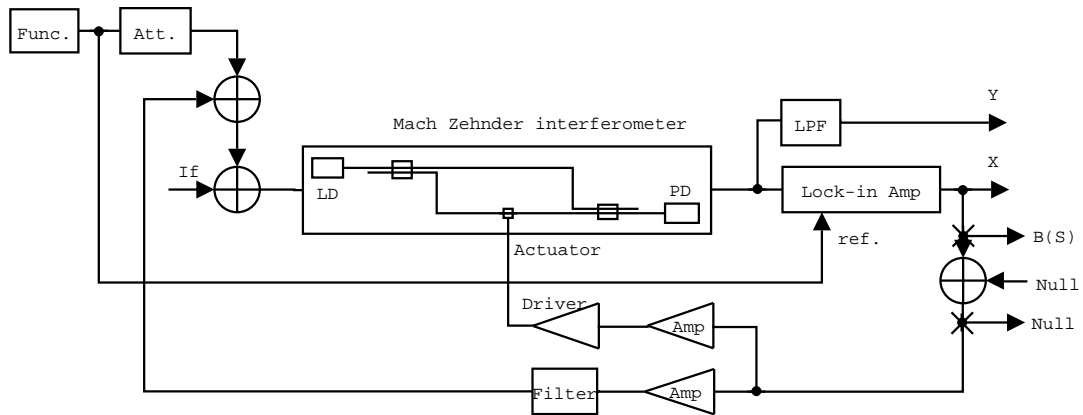 Func.
Att.
Mach Zehnder interferometer
Y
LPF
X
If
LD
PD
Lock-in Amp
ref.
B(S)
Actuator
Null
Driver
Amp
Null
Filter
Amp